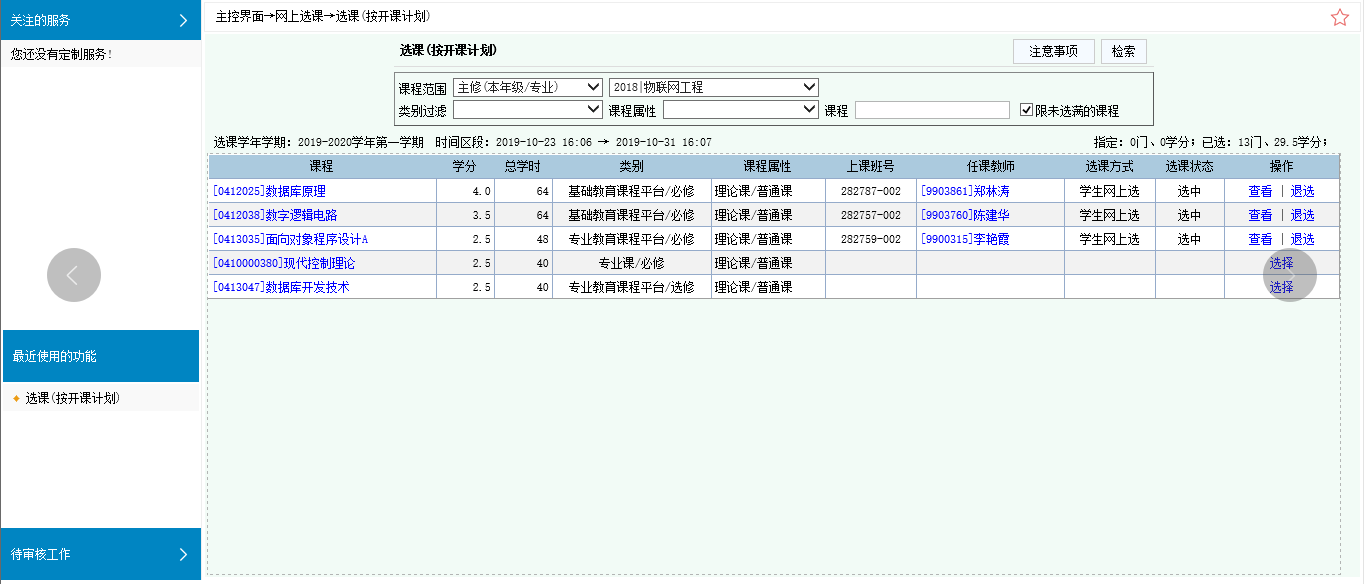 关注的服务
您还没有定制服务!
最近使用的功能
选课(按开课计划)
待审核工作
主控界面→网上选课→选课(按开课计划)
选课(按开课计划)
注意事项 检索
课程范围 主修(本年级/专业) 2018|物联网工程
类别过滤 课程属性 课程 限未选满的课程
选课学年学期: 2019-2020学年第一学期 时间区段: 2019-10-23 16:06 → 2019-10-31 16:07 指定: 0门、0学分; 已选: 13门、29.5学分;
课程 学分 总学时 类别 课程属性 上课班号 任课教师 选课方式 选课状态 操作
[0412025]数据库原理 4.0 64 基础教育课程平台/必修 理论课/普通课 282787-002 [9903861]郑林涛 学生网上选 选中 查看 | 退选
[0412038]数字逻辑电路 3.5 64 基础教育课程平台/必修 理论课/普通课 282757-002 [9903760]陈建华 学生网上选 选中 查看 | 退选
[0413035]面向对象程序设计A 2.5 48 专业教育课程平台/必修 理论课/普通课 282759-002 [9900315]李艳霞 学生网上选 选中 查看 | 退选
[0410000380]现代控制理论 2.5 40 专业课/必修 理论课/普通课 选择
[0413047]数据库开发技术 2.5 40 专业教育课程平台/选修 理论课/普通课 选择